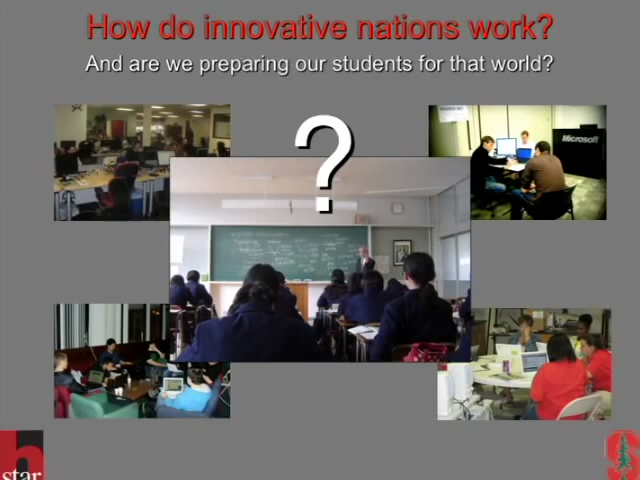 How do innovative nations work?
And are we preparing our students for that world?
?
Microsoft
h
star
S